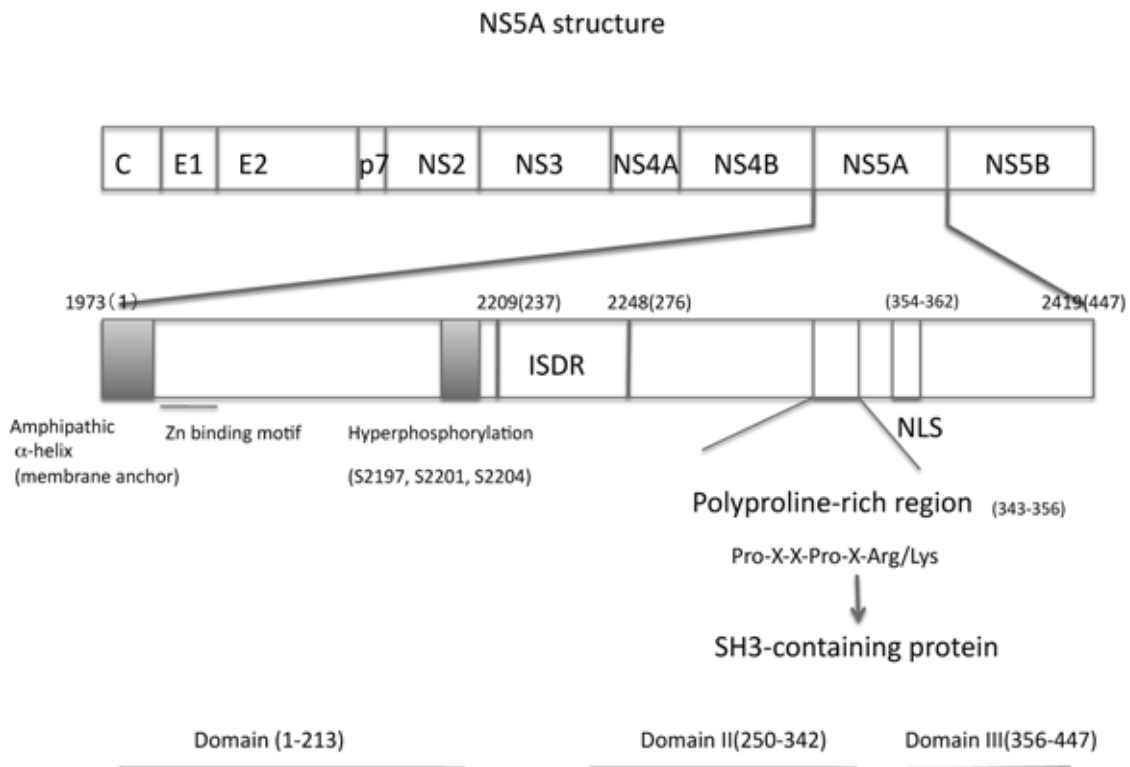 NS5A structure
C E1 E2 p7 NS2 NS3 NS4A NS4B NS5A NS5B
1973(1) 2209(237) 2248(276) (354-362) 2419(447)
ISDR
Amphipathic
α-helix
(membrane anchor)
Zn binding motif
Hyperphosphorylation
(S2197, S2201, S2204)
NLS
Polyproline-rich region (343-356)
Pro-X-X-Pro-X-Arg/Lys
SH3-containing protein
Domain (1-213) Domain II(250-342) Domain III(356-447)